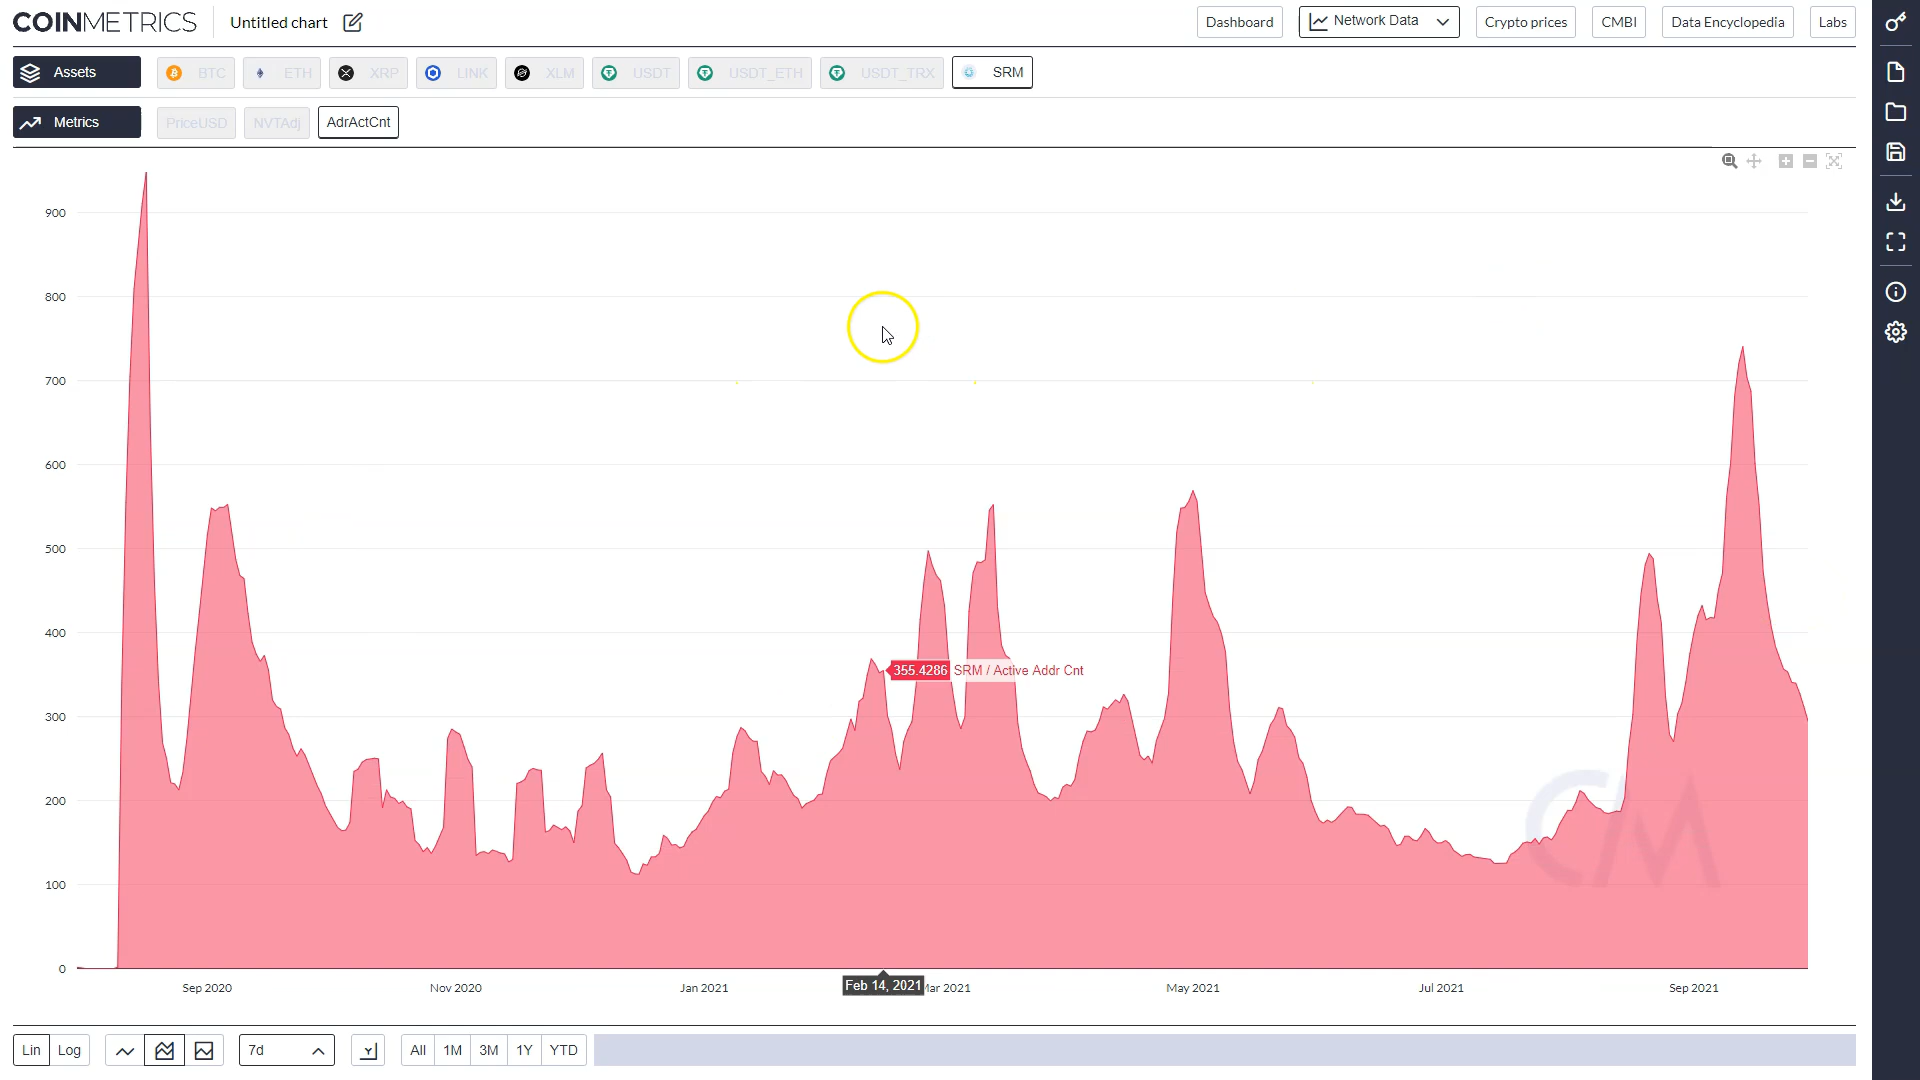 COINMETRICS Untitled chart Dashboard Network Data Crypto prices CMBI Data Encyclopedia Labs
Assets BTC ETH XRP LINK XLM USDT USDT_ETH USDT_TRX SRM
Metrics PriceUSD NVTAdj AdrActCnt
900
800
700
600
500
400
355.4286 SRM / Active Addr Cnt
300
200
CM
100
0
Sep 2020 Nov 2020 Jan 2021 Feb 14, 2021 Mar 2021 May 2021 Jul 2021 Sep 2021
Lin Log 7d Y All 1M 3M 1Y YTD